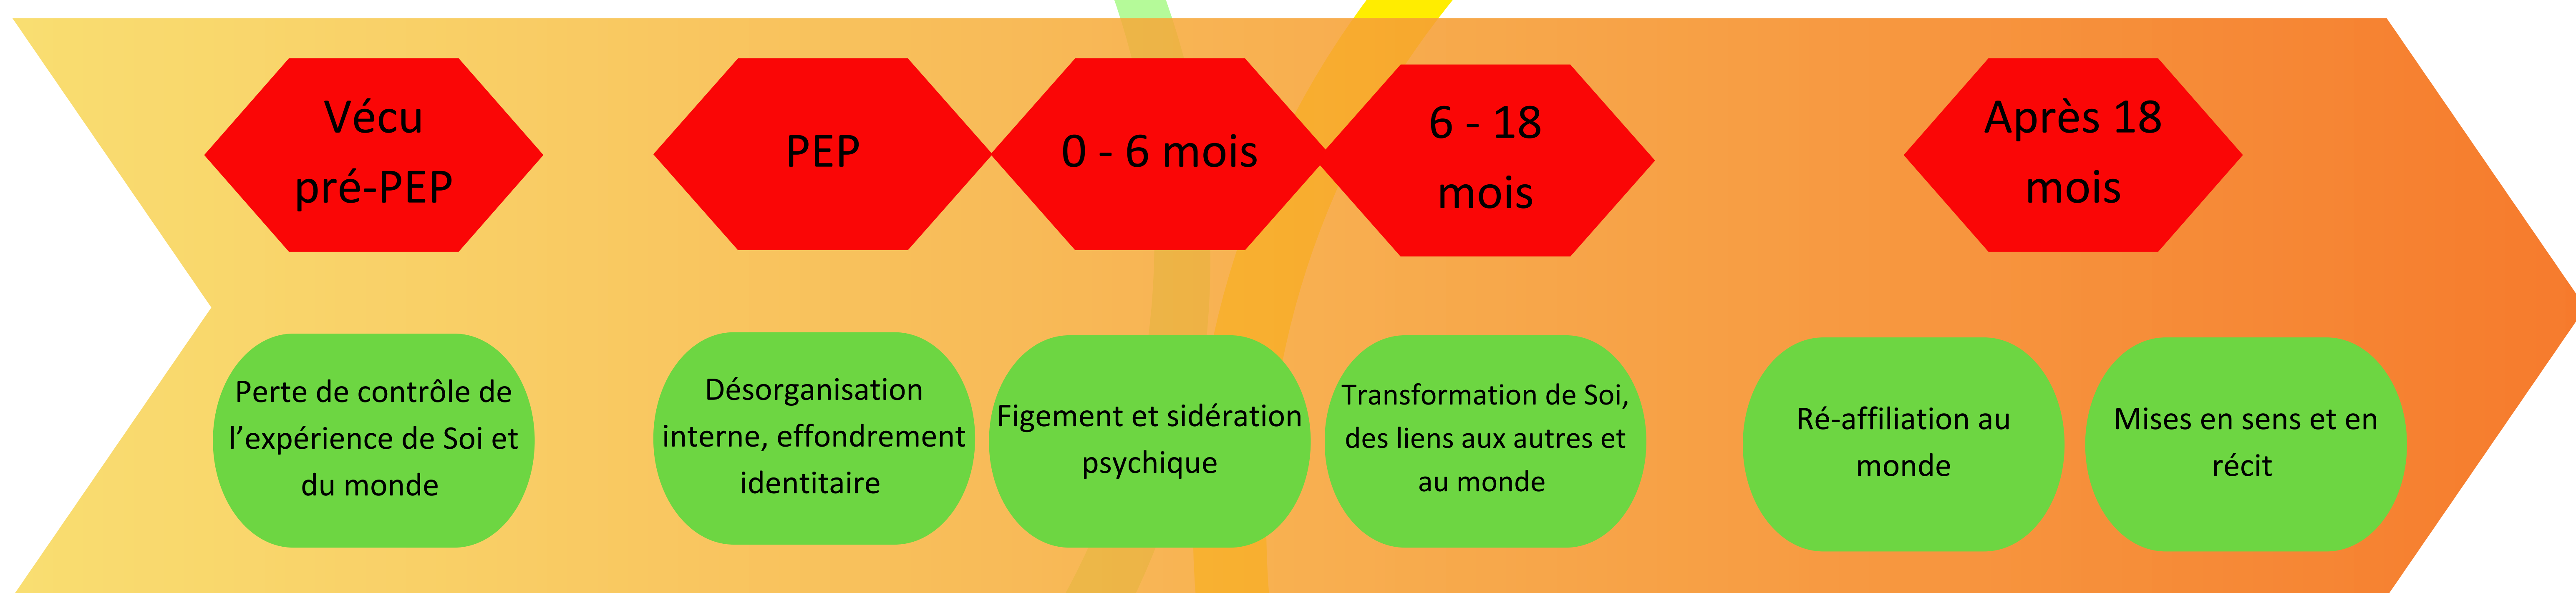 Vécu
pré-PEP
PEP
0 - 6 mois
6 - 18
mois
Après 18
mois
Perte de contrôle de
l’expérience de Soi et
du monde
Désorganisation
interne, effondrement
identitaire
Figement et sidération
psychique
Transformation de Soi,
des liens aux autres et
au monde
Ré-affiliation au
monde
Mises en sens et en
récit